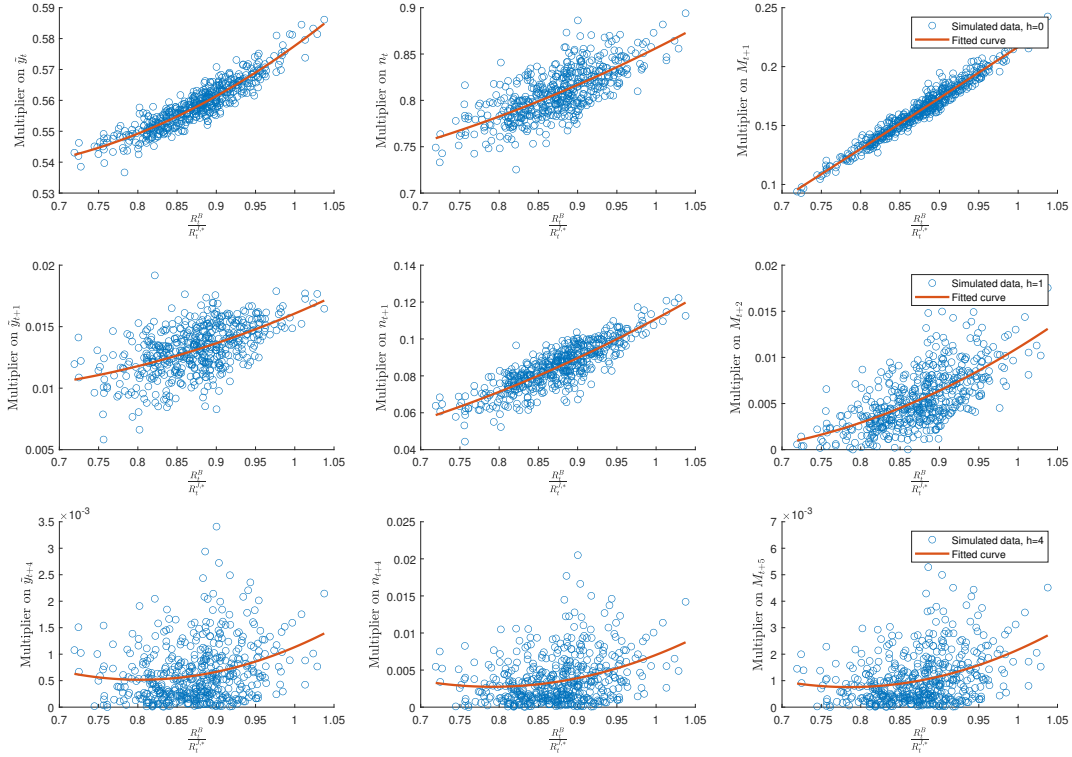 Multiplier on $\tilde{y}_t$
0.59
0.57
0.56
0.55
0.54
0.53
0.7 0.75 0.8 0.85 0.9 0.95 1 1.05
$\frac{R_t^B}{R_t^{J,*}}$
Multiplier on $n_t$
0.9
0.8
0.75
0.7
0.7 0.75 0.8 0.85 0.9 0.95 1 1.05
$\frac{R_t^B}{R_t^{J,*}}$
Multiplier on $M_{t+1}$
0.25
0.20
0.15
0.1
0.7 0.75 0.8 0.85 0.9 0.95 1 1.05
$\frac{R_t^B}{R_t^{J,*}}$
Simulated data, h=0
Fitted curve
Multiplier on $\tilde{y}_{t+1}$
0.02
0.015
0.01
0.005
0.7 0.75 0.8 0.85 0.9 0.95 1 1.05
$\frac{R_t^B}{R_t^{J,*}}$
Multiplier on $n_{t+1}$
0.14
0.12
0.1
0.08
0.06
0.04
0.7 0.75 0.8 0.85 0.9 0.95 1 1.05
$\frac{R_t^B}{R_t^{J,*}}$
Multiplier on $M_{t+2}$
0.02
0.015
0.01
0.005
0
0.7 0.75 0.8 0.85 0.9 0.95 1 1.05
$\frac{R_t^B}{R_t^{J,*}}$
Simulated data, h=1
Fitted curve
Multiplier on $\tilde{y}_{t+4}$
×10⁻³
3.5
3
2.5
2
1.5
1
0.5
0
0.7 0.75 0.8 0.85 0.9 0.95 1 1.05
$\frac{R_t^B}{R_t^{J,*}}$
Multiplier on $n_{t+4}$
0.025
0.02
0.015
0.01
0.005
0
0.7 0.75 0.8 0.85 0.9 0.95 1 1.05
$\frac{R_t^B}{R_t^{J,*}}$
Multiplier on $M_{t+5}$
×10⁻³
7
6
5
4
3
2
1
0
0.7 0.75 0.8 0.85 0.9 0.95 1 1.05
$\frac{R_t^B}{R_t^{J,*}}$
Simulated data, h=4
Fitted curve